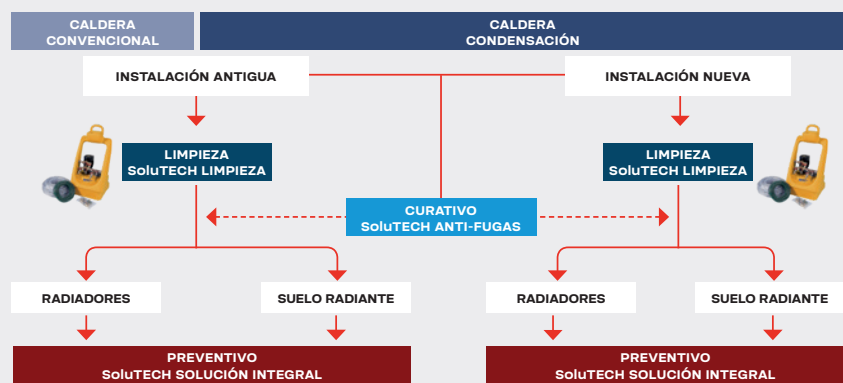 CALDERA
CONVENCIONAL
CALDERA
CONDENSACIÓN
INSTALACIÓN ANTIGUA
INSTALACIÓN NUEVA
LIMPIEZA
SoluTECH LIMPIEZA
LIMPIEZA
SoluTECH LIMPIEZA
CURATIVO
SoluTECH ANTI-FUGAS
RADIADORES
SUELO RADIANTE
RADIADORES
SUELO RADIANTE
PREVENTIVO
SoluTECH SOLUCIÓN INTEGRAL
PREVENTIVO
SoluTECH SOLUCIÓN INTEGRAL